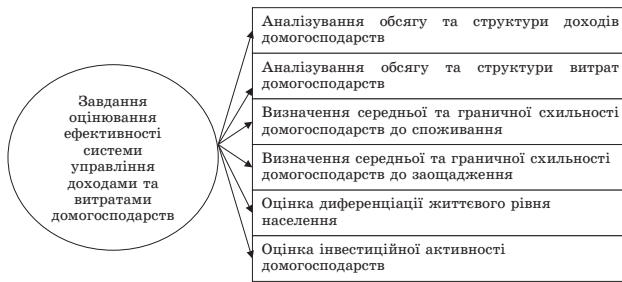 Завдання
оцінювання
ефективності
системи
управління
доходами та
витратами
домогосподарств
Аналізування обсягу та структури доходів
домогосподарств
Аналізування обсягу та структури витрат
домогосподарств
Визначення середньої та граничної схильності
домогосподарств до споживання
Визначення середньої та граничної схильності
домогосподарств до заощадження
Оцінка диференціації життєвого рівня
населення
Оцінка інвестиційної активності
домогосподарств